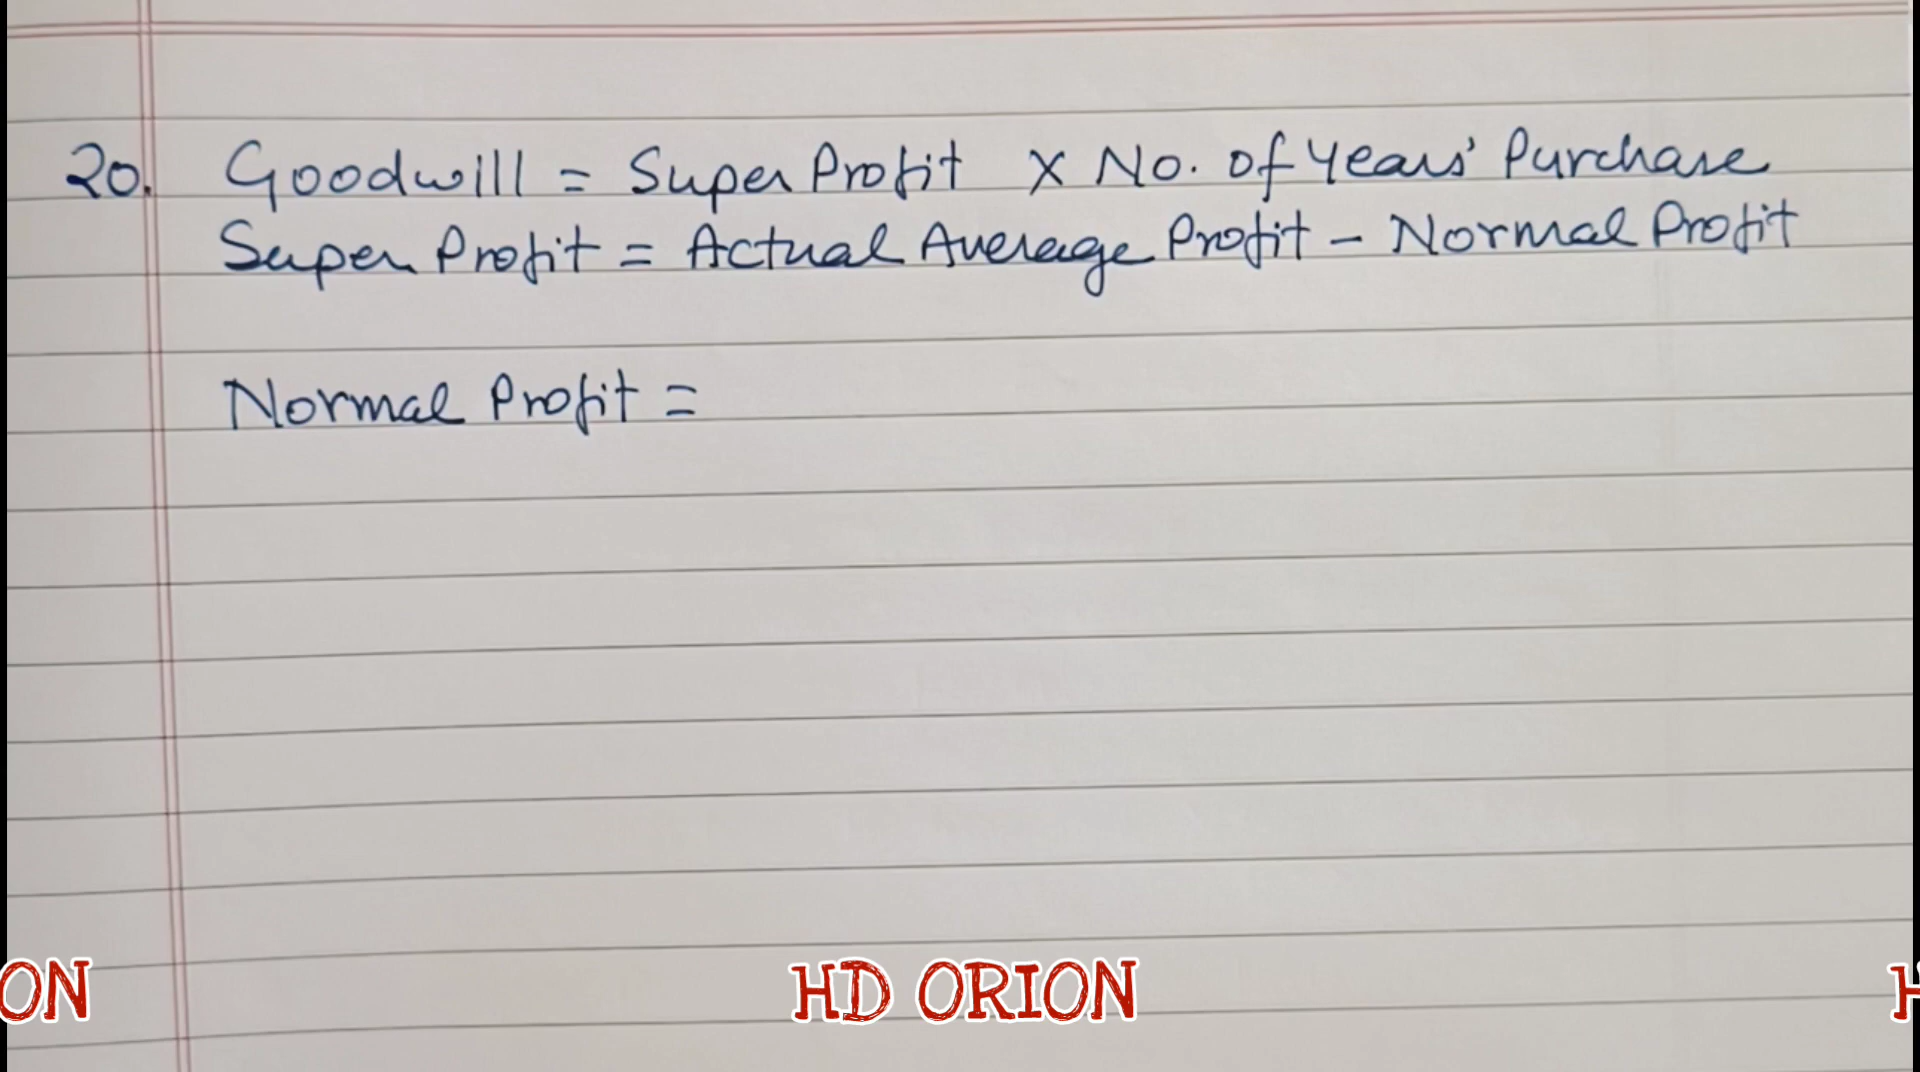 20. Goodwill = Super Profit × No. of Years' Purchase
Super Profit = Actual Average Profit - Normal Profit
Normal Profit =
ON HD ORION H